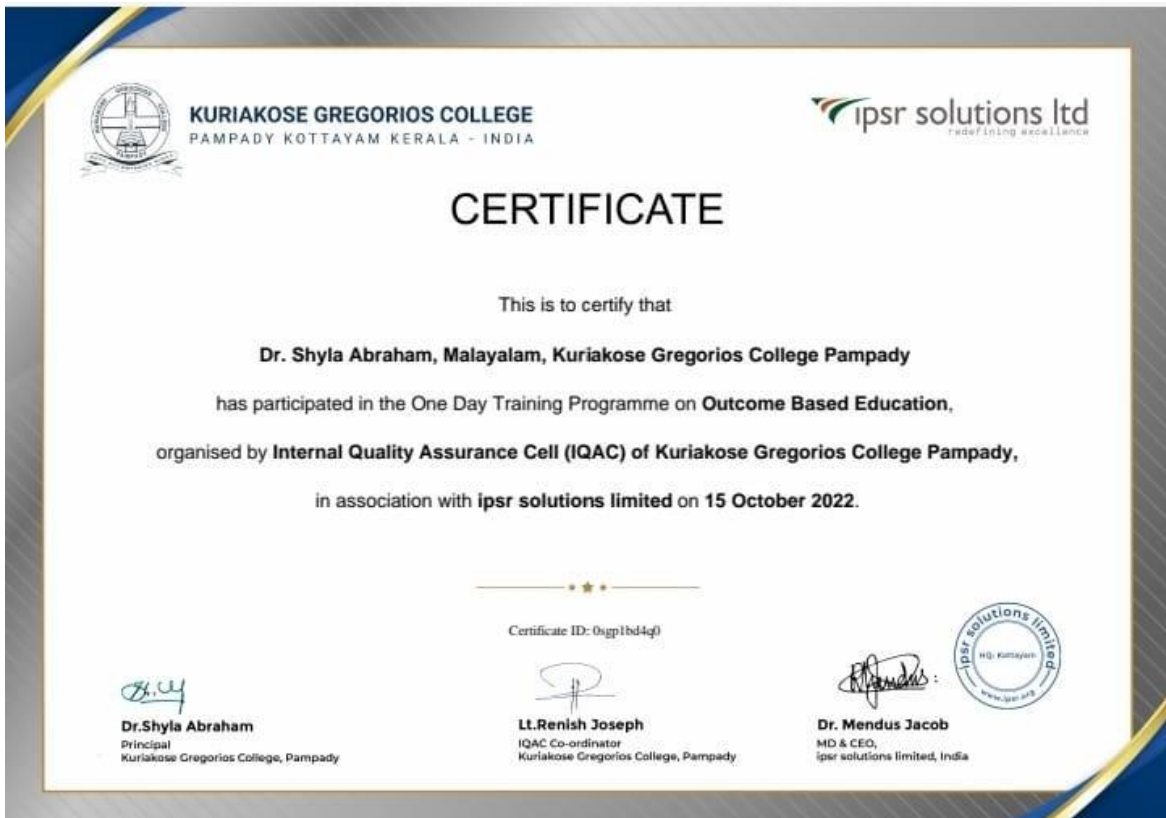 KURIAKOSE GREGORIOS COLLEGE
PAMPADY KOTTAYAM KERALA - INDIA
ipsr solutions ltd
redefining excellence
CERTIFICATE
This is to certify that
Dr. Shyla Abraham, Malayalam, Kuriakose Gregorios College Pampady
has participated in the One Day Training Programme on Outcome Based Education,
organised by Internal Quality Assurance Cell (IQAC) of Kuriakose Gregorios College Pampady,
in association with ipsr solutions limited on 15 October 2022.
Certificate ID: 0sgp1bd4q0
ipsr solutions limited
HQ: Kottayam
www.ipsr.org
Dr.Shyla Abraham
Principal
Kuriakose Gregorios College, Pampady
Lt.Renish Joseph
IQAC Co-ordinator
Kuriakose Gregorios College, Pampady
Dr. Mendus Jacob
MD & CEO,
ipsr solutions limited, India